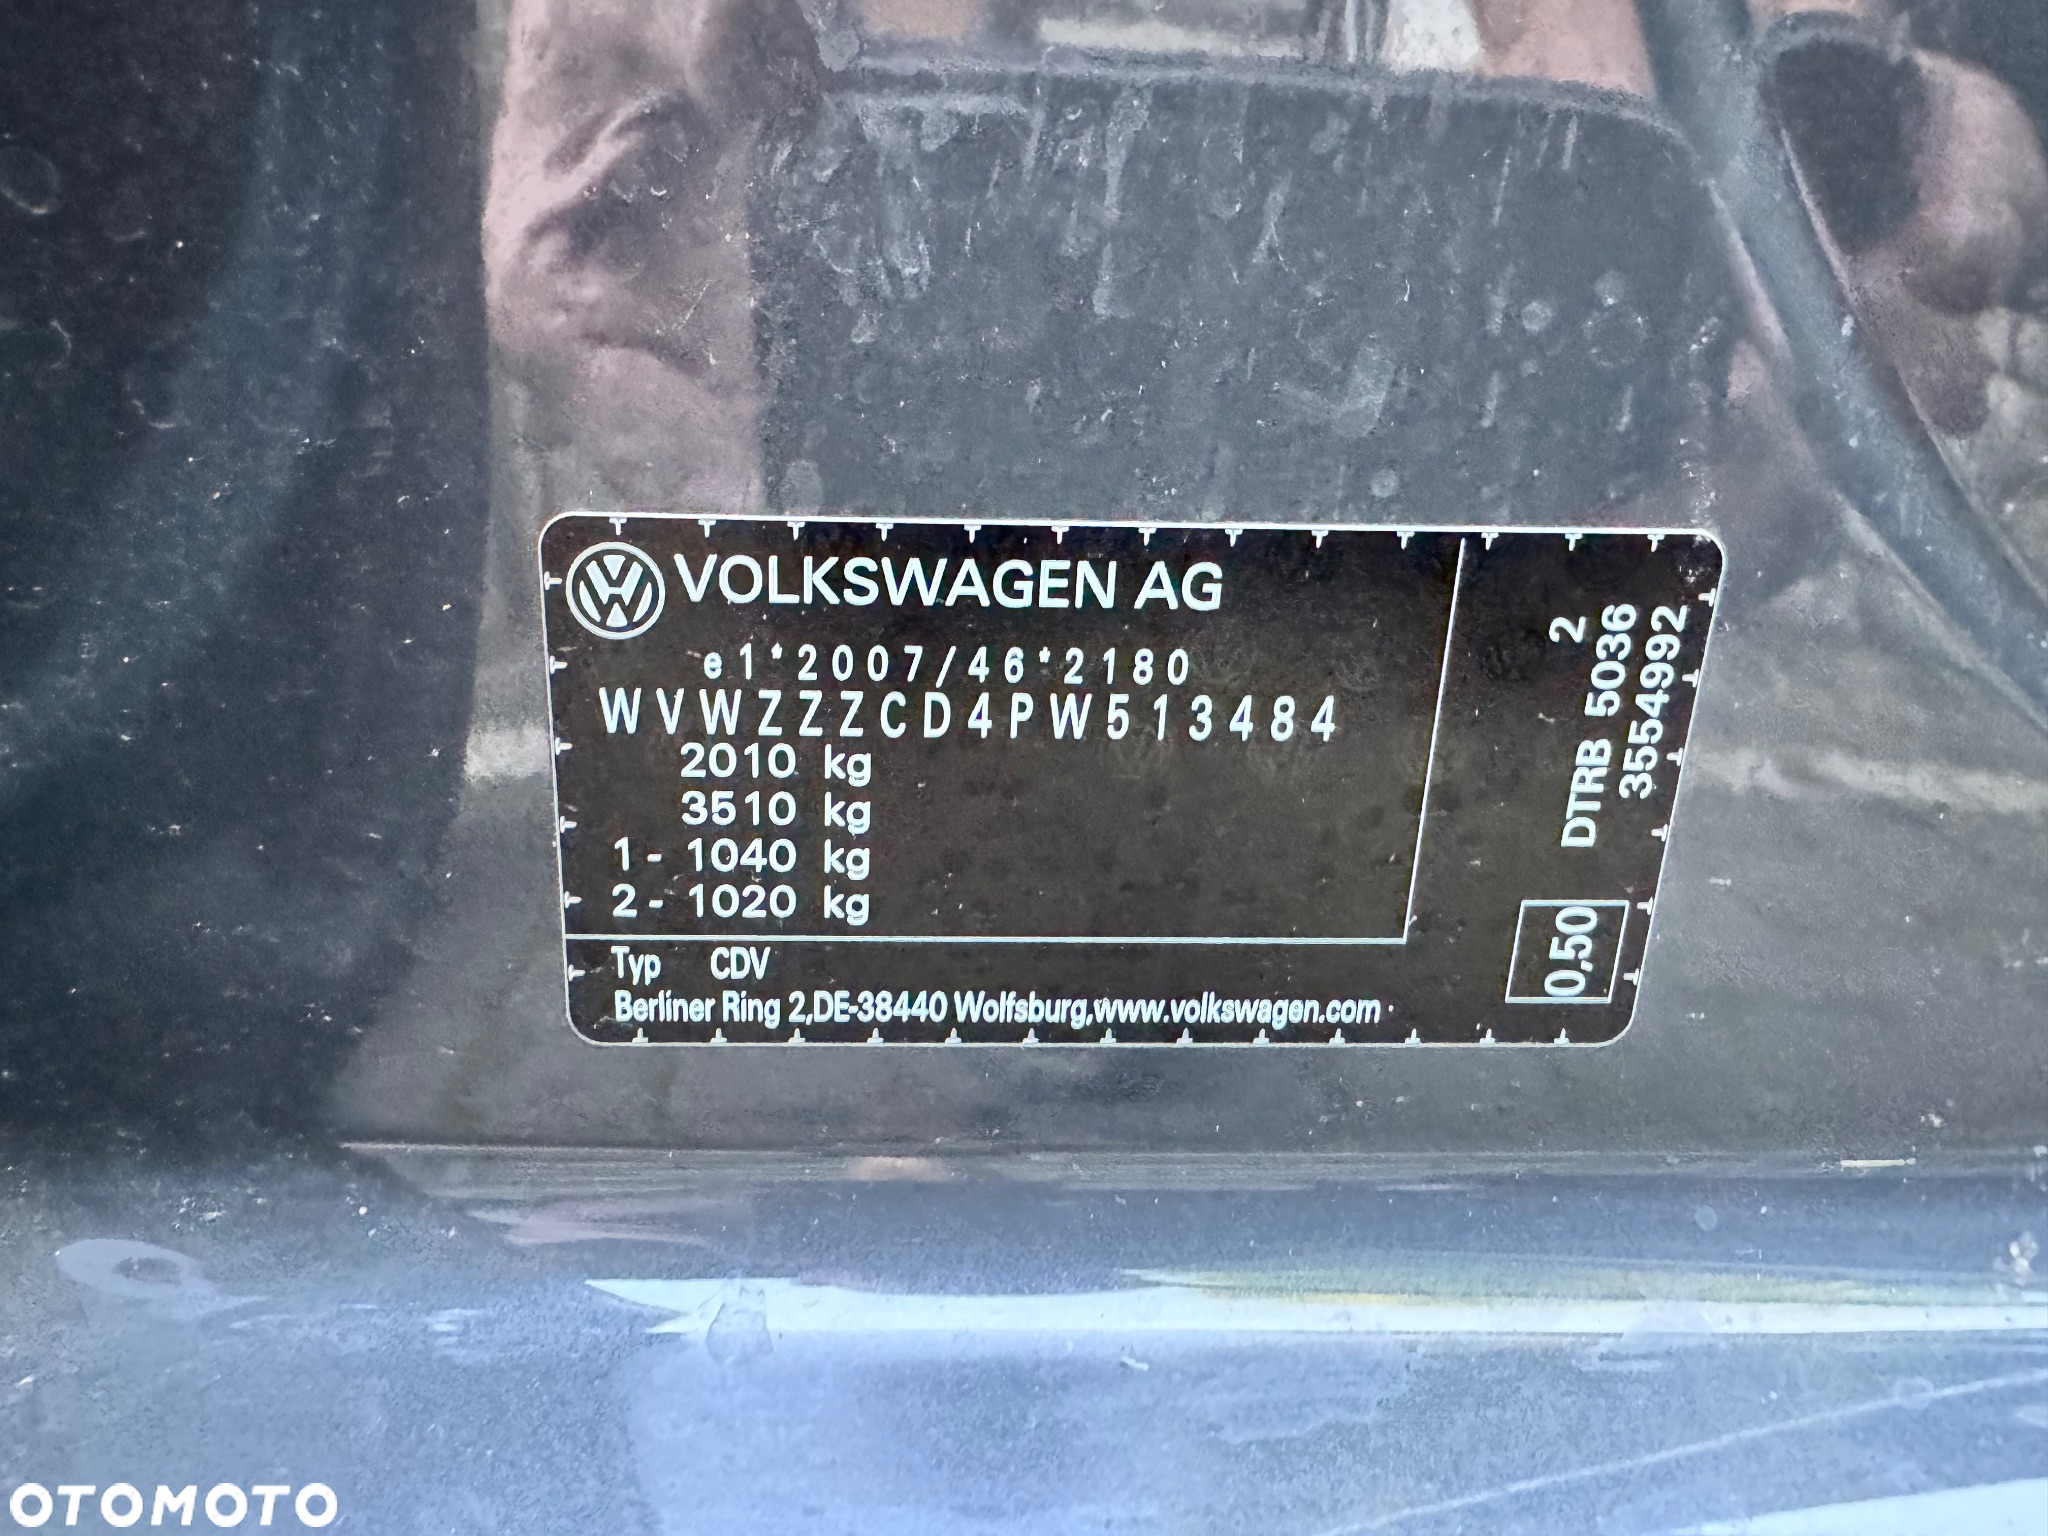 VOLKSWAGEN AG
e1*2007/46*2180
WVWZZZCD4PW513484
2010 kg
3510 kg
1 - 1040 kg
2 - 1020 kg
Typ CDV
Berliner Ring 2,DE-38440 Wolfsburg,www.volkswagen.com
2
DTRB 5036
3554992
0,50
OTOMOTO